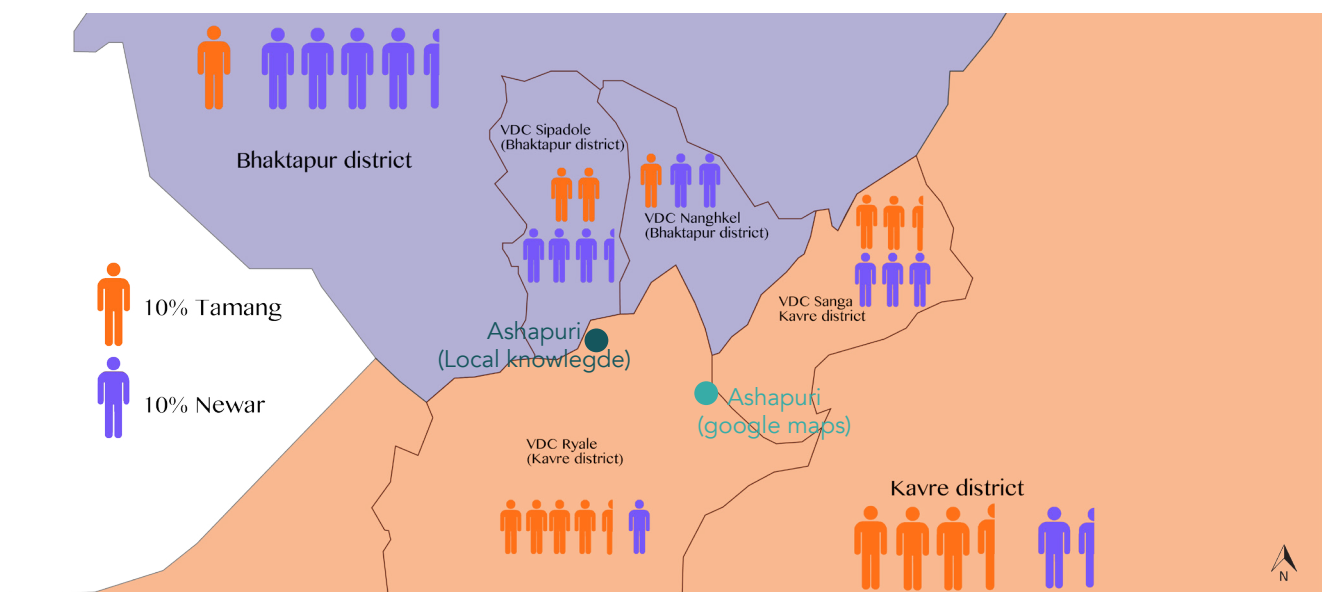 Bhaktapur district
VDC Sipadole
(Bhaktapur district)
VDC Nanghkel
(Bhaktapur district)
VDC Sanga
Kavre district
10% Tamang
10% Newar
Ashapuri
(Local knowlegde)
Ashapuri
(google maps)
VDC Ryale
(Kavre district)
Kavre district
N